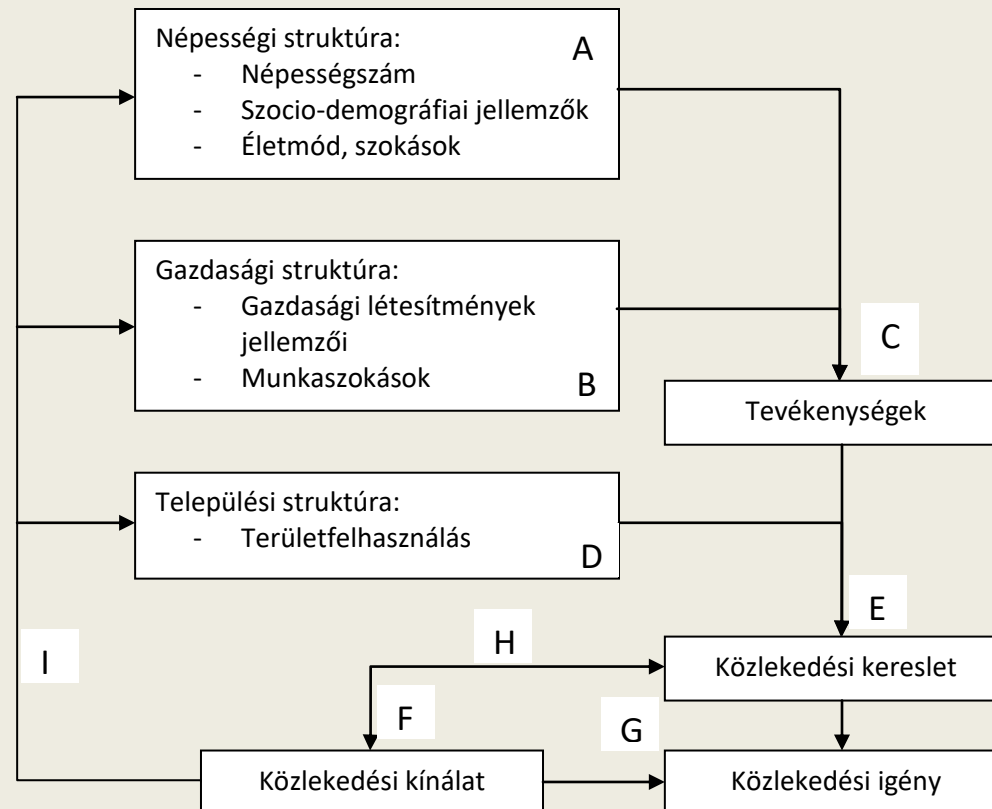 Népességi struktúra:
A
- Népességszám
- Szocio-demográfiai jellemzők
- Életmód, szokások
Gazdasági struktúra:
- Gazdasági létesítmények
jellemzői
- Munkaszokások
B
C
Tevékenységek
Települési struktúra:
- Területfelhasználás
D
E
I
H
Közlekedési kereslet
F
G
Közlekedési kínálat
Közlekedési igény